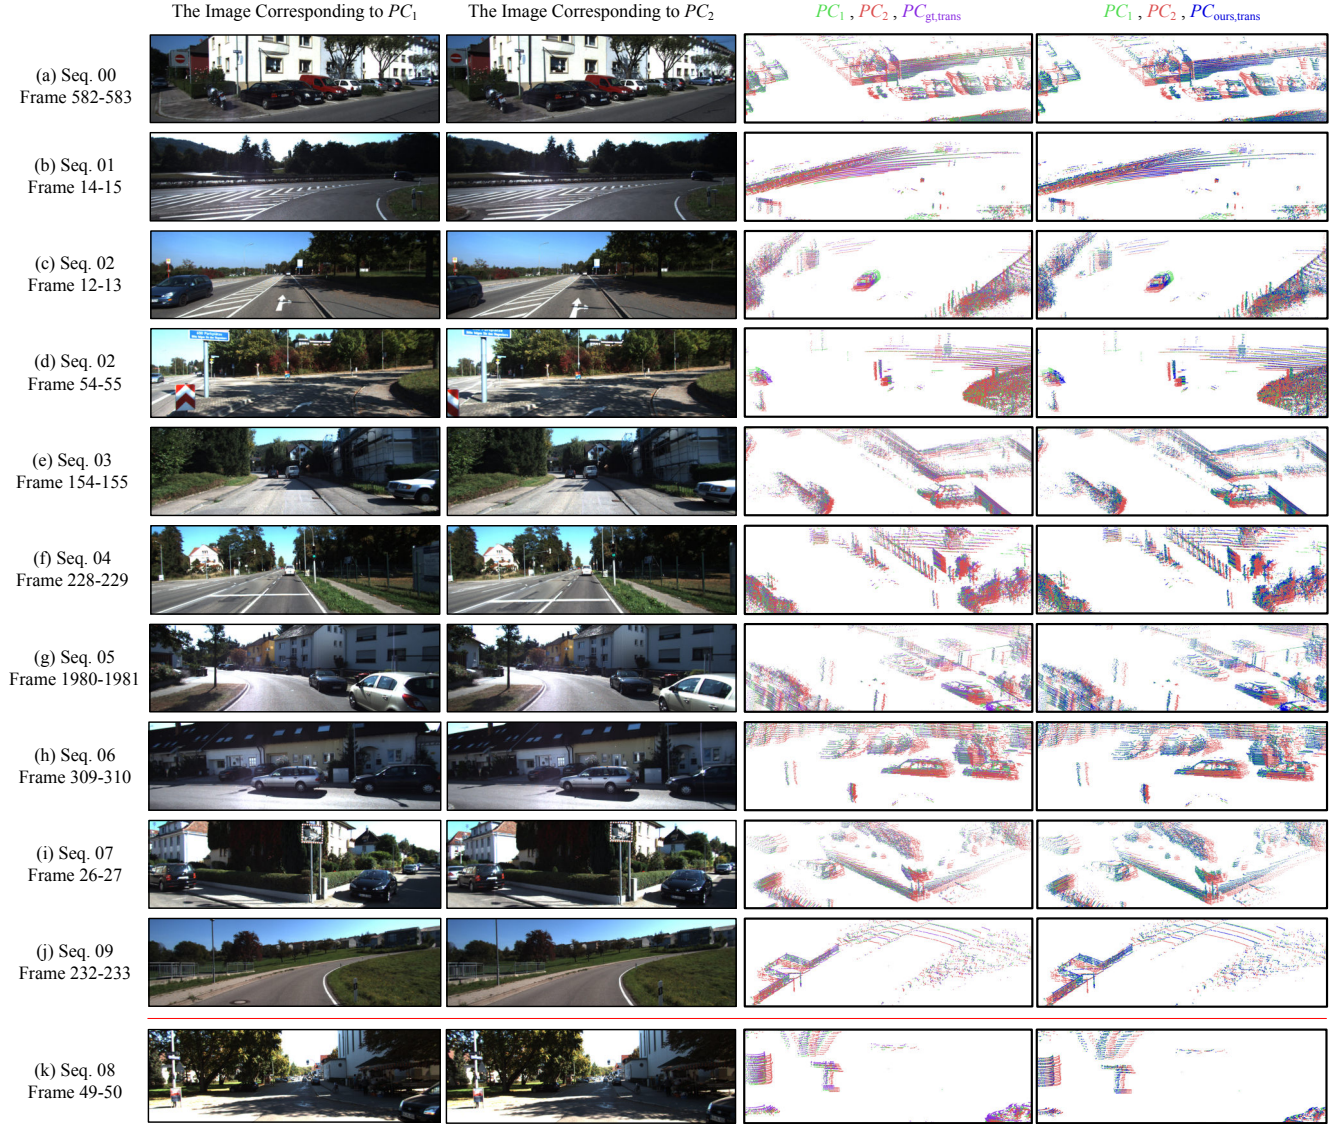 The Image Corresponding to PC1
The Image Corresponding to PC2
PC1 , PC2 , PCgt,trans
PC1 , PC2 , PCours,trans
(a) Seq. 00
Frame 582-583
(b) Seq. 01
Frame 14-15
(c) Seq. 02
Frame 12-13
(d) Seq. 02
Frame 54-55
(e) Seq. 03
Frame 154-155
(f) Seq. 04
Frame 228-229
(g) Seq. 05
Frame 1980-1981
(h) Seq. 06
Frame 309-310
(i) Seq. 07
Frame 26-27
(j) Seq. 09
Frame 232-233
(k) Seq. 08
Frame 49-50